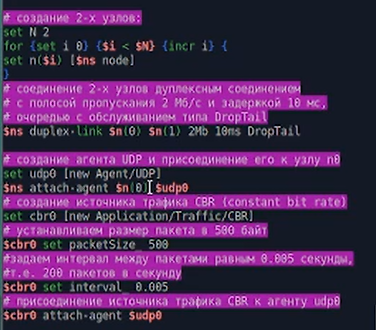 # создание 2-х узлов:
set N 2
for {set i 0} {$i < $N} {incr i} {
set n($i) [$ns node]
}
# соединение 2-х узлов дуплексным соединением
# с полосой пропускания 2 Мб/с и задержкой 10 мс,
# очередью с обслуживанием типа DropTail
$ns duplex-link $n(0) $n(1) 2Mb 10ms DropTail
# создание агента UDP и присоединение его к узлу n0
set udp0 [new Agent/UDP]
$ns attach-agent $n(0) $udp0
# создание источника трафика CBR (constant bit rate)
set cbr0 [new Application/Traffic/CBR]
# устанавливаем размер пакета в 500 байт
$cbr0 set packetSize_ 500
#задаем интервал между пакетами равным 0.005 секунды,
#т.е. 200 пакетов в секунду
$cbr0 set interval_ 0.005
# присоединение источника трафика CBR к агенту udp0
$cbr0 attach-agent $udp0